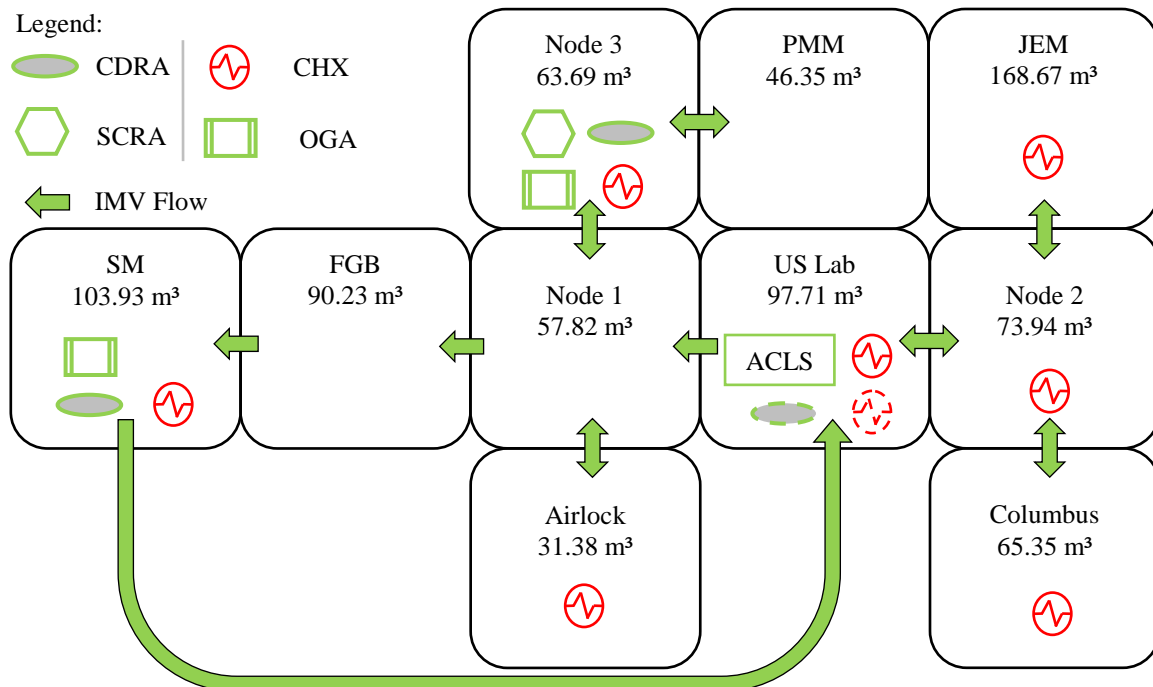 Legend:
CDRA
CHX
SCRA
OGA
IMV Flow
Node 3
63.69 m³
PMM
46.35 m³
JEM
168.67 m³
SM
103.93 m³
FGB
90.23 m³
Node 1
57.82 m³
US Lab
97.71 m³
ACLS
Node 2
73.94 m³
Airlock
31.38 m³
Columbus
65.35 m³